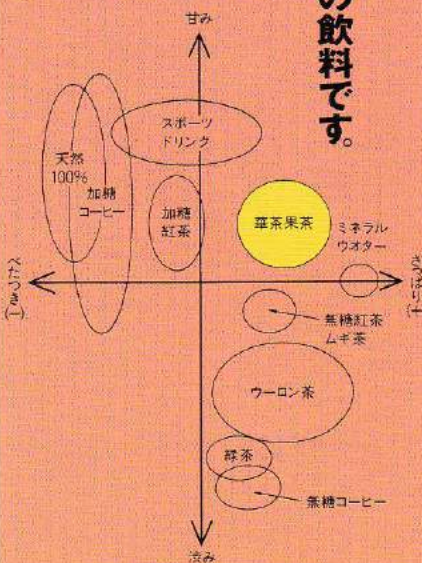 の飲料です。
甘み
スポーツ
ドリンク
天然
100%
加糖
コーヒー
加糖
紅茶
華茶果茶
ミネラル
ウオター
べたつき(−)
さっぱり(+)
無糖紅茶
ムギ茶
ウーロン茶
緑茶
無糖コーヒー
渋み